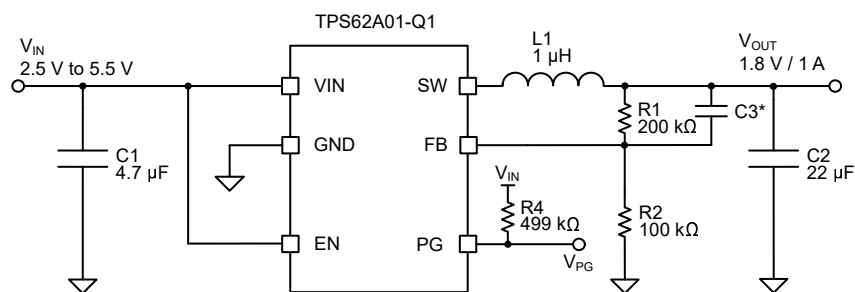 TPS62A01-Q1
V_IN
2.5 V to 5.5 V
VIN
GND
EN
SW
FB
PG
L1
1 µH
V_OUT
1.8 V / 1 A
C1
4.7 µF
R1
200 kΩ
C3*
V_IN
R4
499 kΩ
V_PG
R2
100 kΩ
C2
22 µF